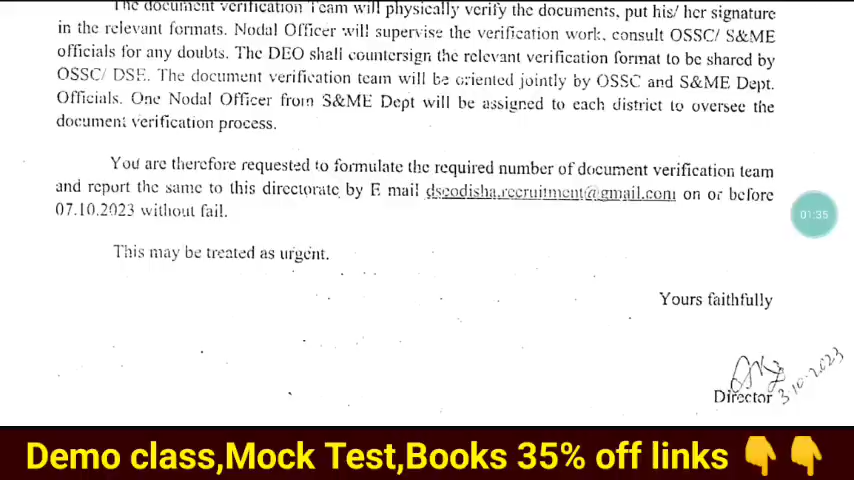 The document verification Team will physically verify the documents, put his/ her signature
in the relevant formats. Nodal Officer will supervise the verification work, consult OSSC/ S&ME
officials for any doubts. The DEO shall countersign the relevant verification format to be shared by
OSSC/ DSE. The document verification team will be oriented jointly by OSSC and S&ME Dept.
Officials. One Nodal Officer from S&ME Dept will be assigned to each district to oversee the
document verification process.
You are therefore requested to formulate the required number of document verification team
and report the same to this directorate by E mail dseodisha.recruitment@gmail.com on or before
07.10.2023 without fail.
This may be treated as urgent.
01:35
Yours faithfully
Director
3.10.2023
Demo class,Mock Test,Books 35% off links 👇👇